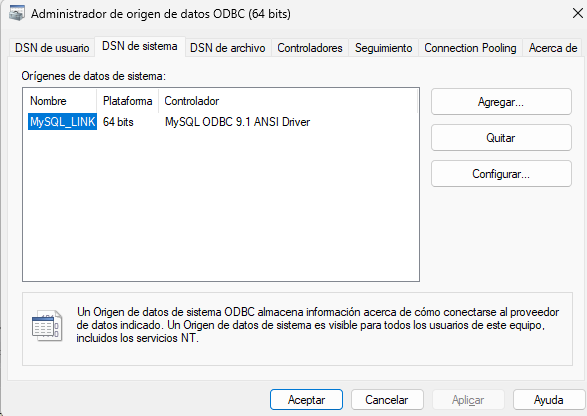 Administrador de origen de datos ODBC (64 bits)
DSN de usuario DSN de sistema DSN de archivo Controladores Seguimiento Connection Pooling Acerca de
Orígenes de datos de sistema:
Nombre Plataforma Controlador
MySQL_LINK 64 bits MySQL ODBC 9.1 ANSI Driver
Agregar...
Quitar
Configurar...
Un Origen de datos de sistema ODBC almacena información acerca de cómo conectarse al proveedor
de datos indicado. Un Origen de datos de sistema es visible para todos los usuarios de este equipo,
incluidos los servicios NT.
Aceptar Cancelar Aplicar Ayuda